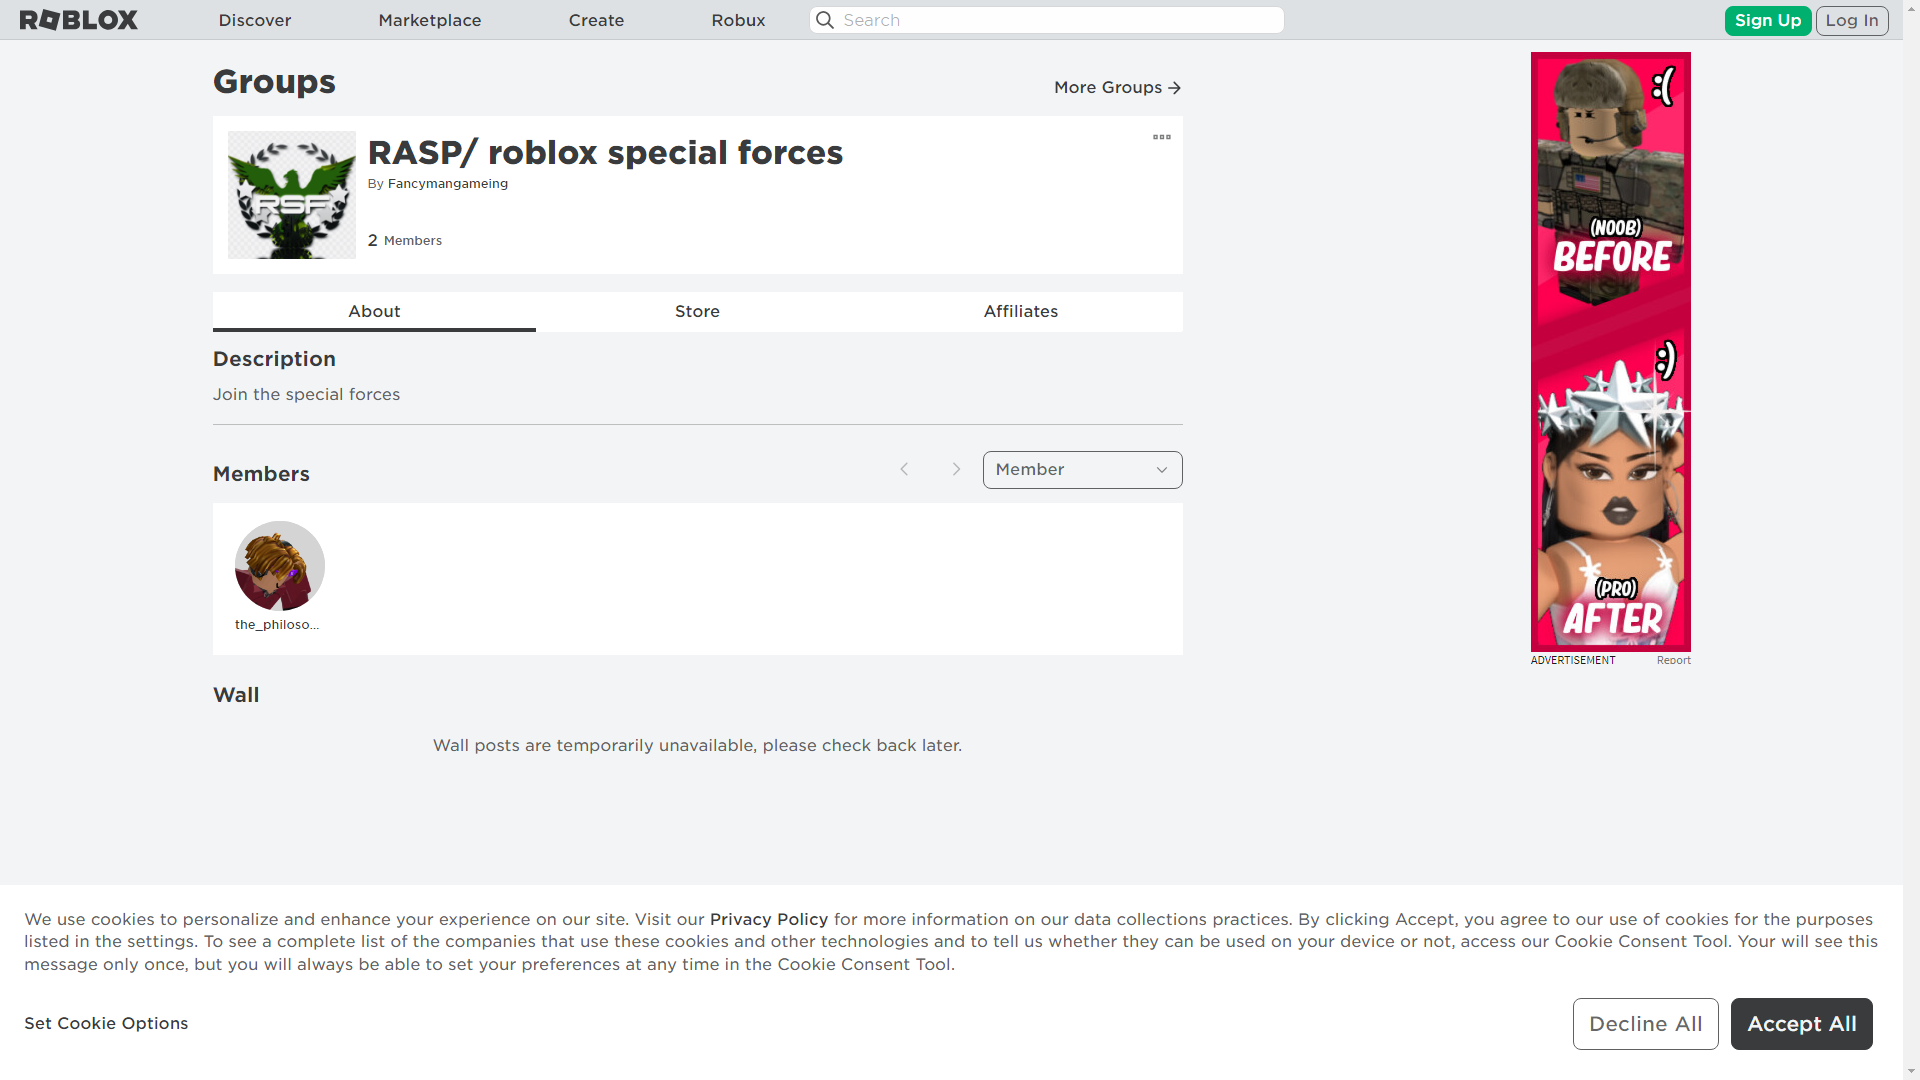 ROBLOX
Discover
Marketplace
Create
Robux
Search
Sign Up
Log In
Groups
More Groups
RSF
RASP/ roblox special forces
By Fancymangameing
2 Members
About
Store
Affiliates
Description
Join the special forces
Members
Member
the_philoso...
Wall
Wall posts are temporarily unavailable, please check back later.
:(
(NOOB)
BEFORE
:)
(PRO)
AFTER
ADVERTISEMENT
Report
We use cookies to personalize and enhance your experience on our site. Visit our Privacy Policy for more information on our data collections practices. By clicking Accept, you agree to our use of cookies for the purposes
listed in the settings. To see a complete list of the companies that use these cookies and other technologies and to tell us whether they can be used on your device or not, access our Cookie Consent Tool. Your will see this
message only once, but you will always be able to set your preferences at any time in the Cookie Consent Tool.
Set Cookie Options
Decline All
Accept All